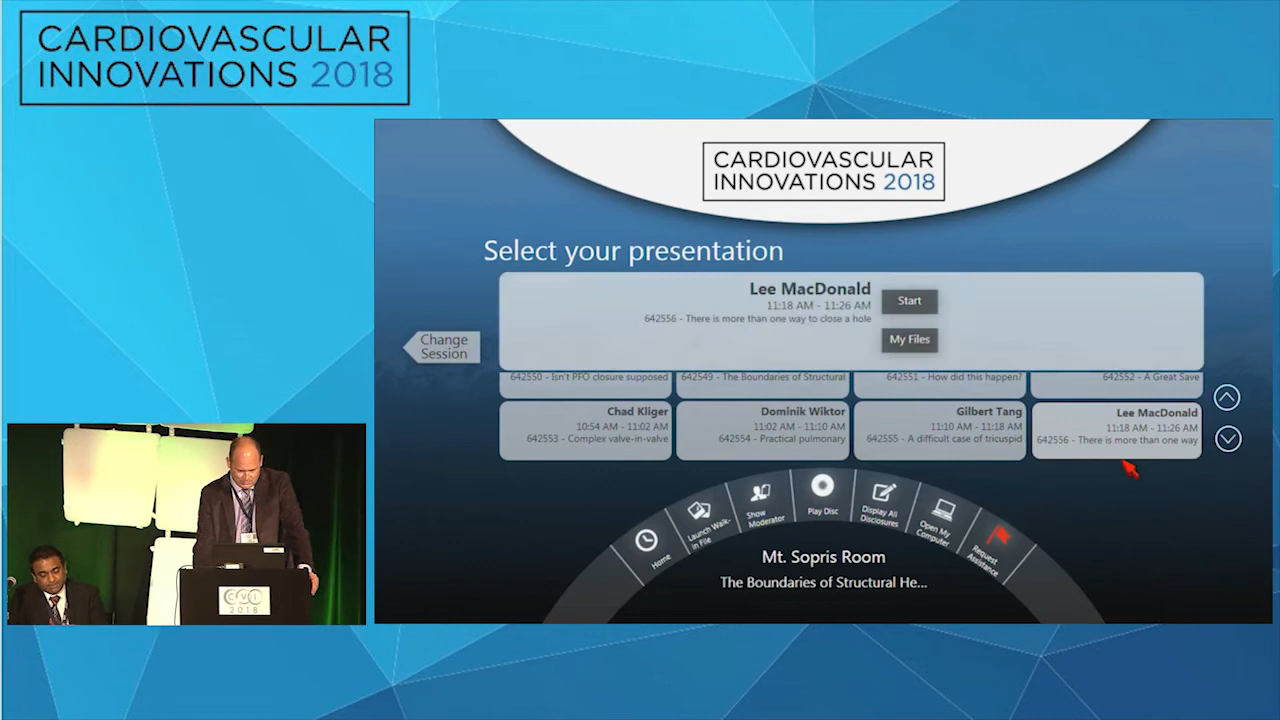 CARDIOVASCULAR
INNOVATIONS 2018
CARDIOVASCULAR
INNOVATIONS 2018
Select your presentation
Lee MacDonald
11:18 AM - 11:26 AM
642556 - There is more than one way to close a hole
Start
My Files
Change
Session
642550 - Isn't PFO closure supposed
642549 - The Boundaries of Structural
642551 - How did this happen?
642552 - A Great Save
Chad Kliger
10:54 AM - 11:02 AM
642553 - Complex valve-in-valve
Dominik Wiktor
11:02 AM - 11:10 AM
642554 - Practical pulmonary
Gilbert Tang
11:10 AM - 11:18 AM
642555 - A difficult case of tricuspid
Lee MacDonald
11:18 AM - 11:26 AM
642556 - There is more than one way
Home
Launch Walk-
in File
Show
Moderator
Play Disc
Display All
Disclosures
Open My
Computer
Request
Assistance
Mt. Sopris Room
The Boundaries of Structural He...
CVI
2018